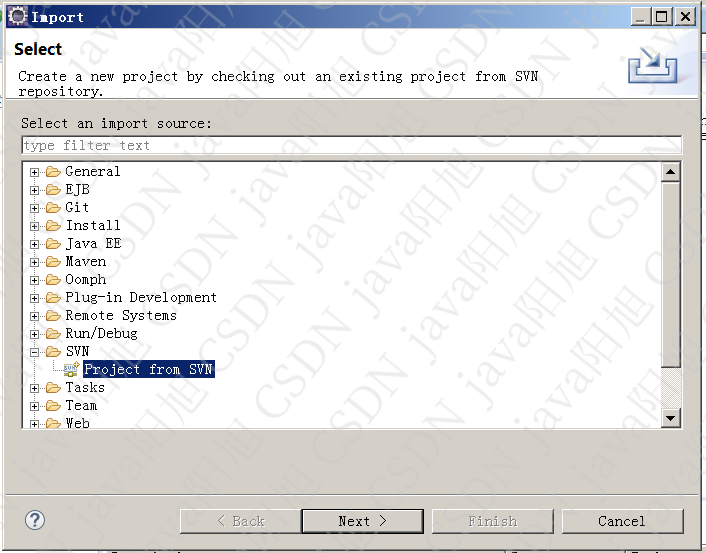 Import
Select
Create a new project by checking out an existing project from SVN
repository.
Select an import source:
type filter text
General
EJB
Git
Install
Java EE
Maven
Oomph
Plug-in Development
Remote Systems
Run/Debug
SVN
Project from SVN
Tasks
Team
Web
< Back
Next >
Finish
Cancel
CSDN java阳旭